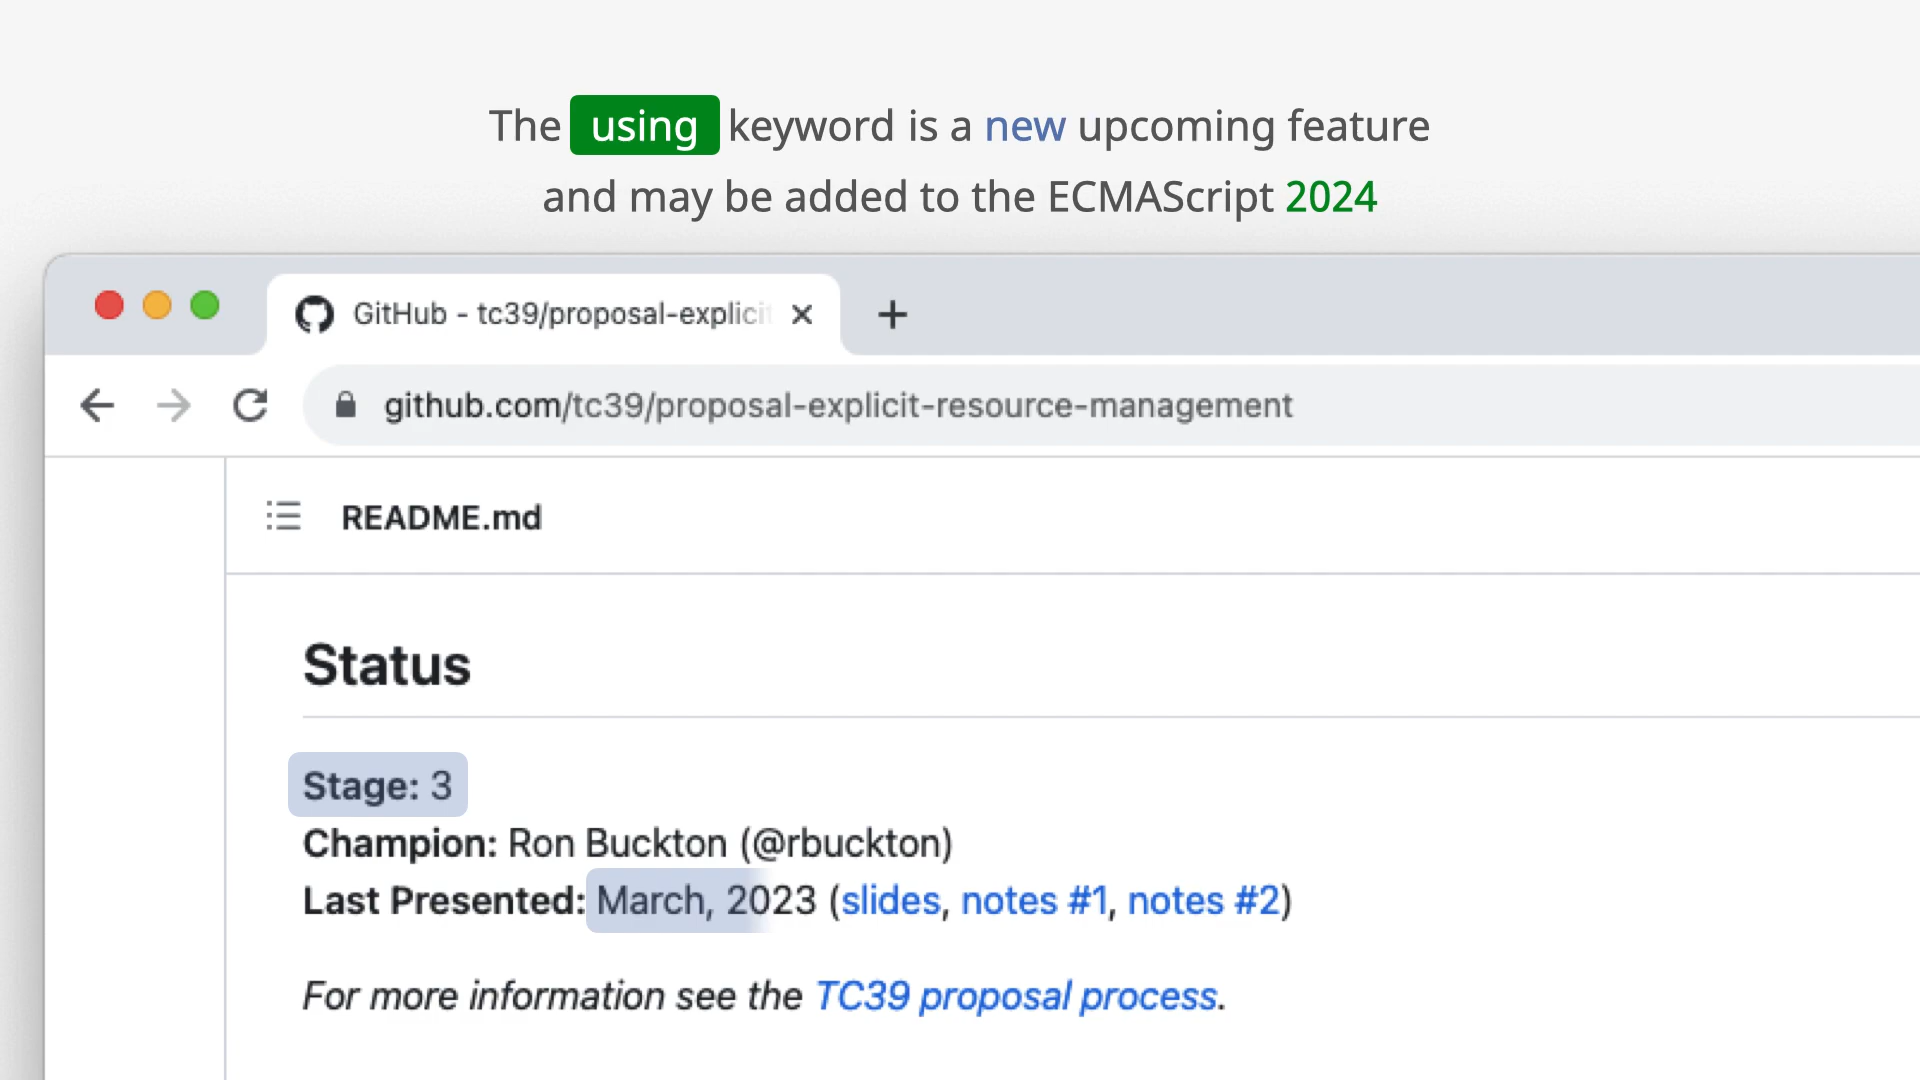 The using keyword is a new upcoming feature
and may be added to the ECMAScript 2024
GitHub - tc39/proposal-explicit
github.com/tc39/proposal-explicit-resource-management
README.md
Status
Stage: 3
Champion: Ron Buckton (@rbuckton)
Last Presented: March, 2023 (slides, notes #1, notes #2)
For more information see the TC39 proposal process.